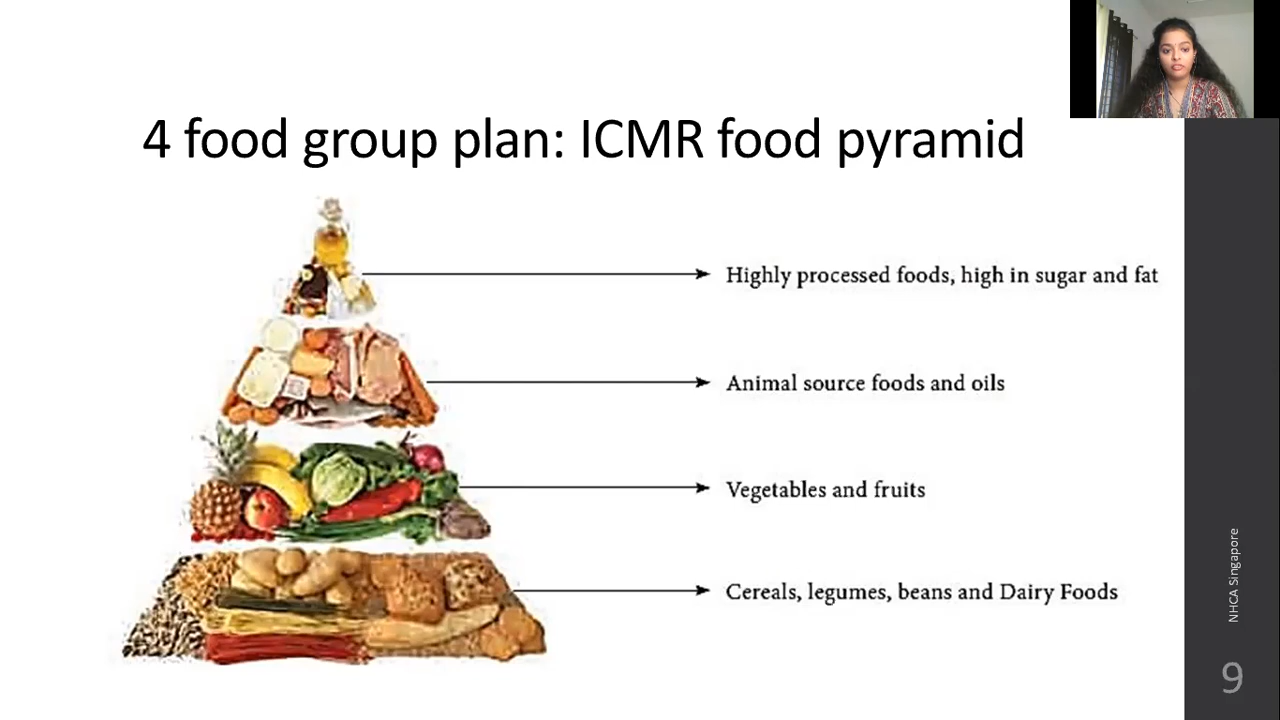 4 food group plan: ICMR food pyramid
Highly processed foods, high in sugar and fat
Animal source foods and oils
Vegetables and fruits
Cereals, legumes, beans and Dairy Foods
NHCA Singapore
9